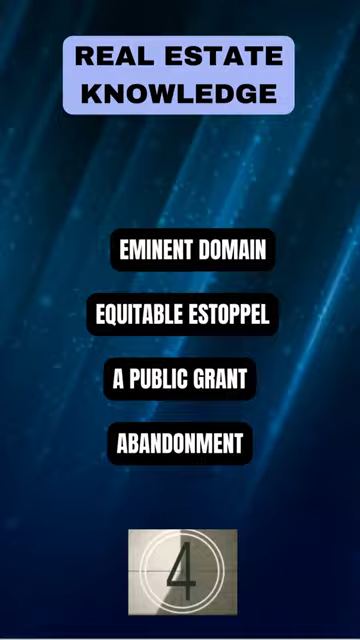 REAL ESTATE
KNOWLEDGE
EMINENT DOMAIN
EQUITABLE ESTOPPEL
A PUBLIC GRANT
ABANDONMENT
4